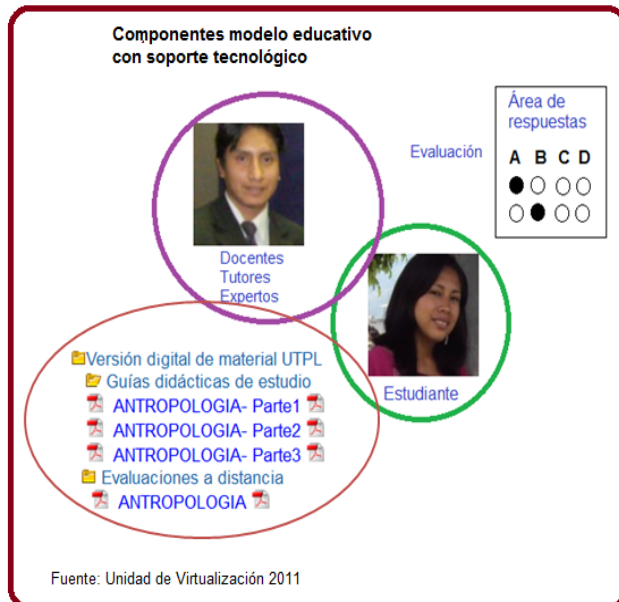 Componentes modelo educativo
con soporte tecnológico
Área de
respuestas
Evaluación
A B C D
Docentes
Tutores
Expertos
Estudiante
Versión digital de material UTPL
Guías didácticas de estudio
ANTROPOLOGIA- Parte1
ANTROPOLOGIA- Parte2
ANTROPOLOGIA- Parte3
Evaluaciones a distancia
ANTROPOLOGIA
Fuente: Unidad de Virtualización 2011